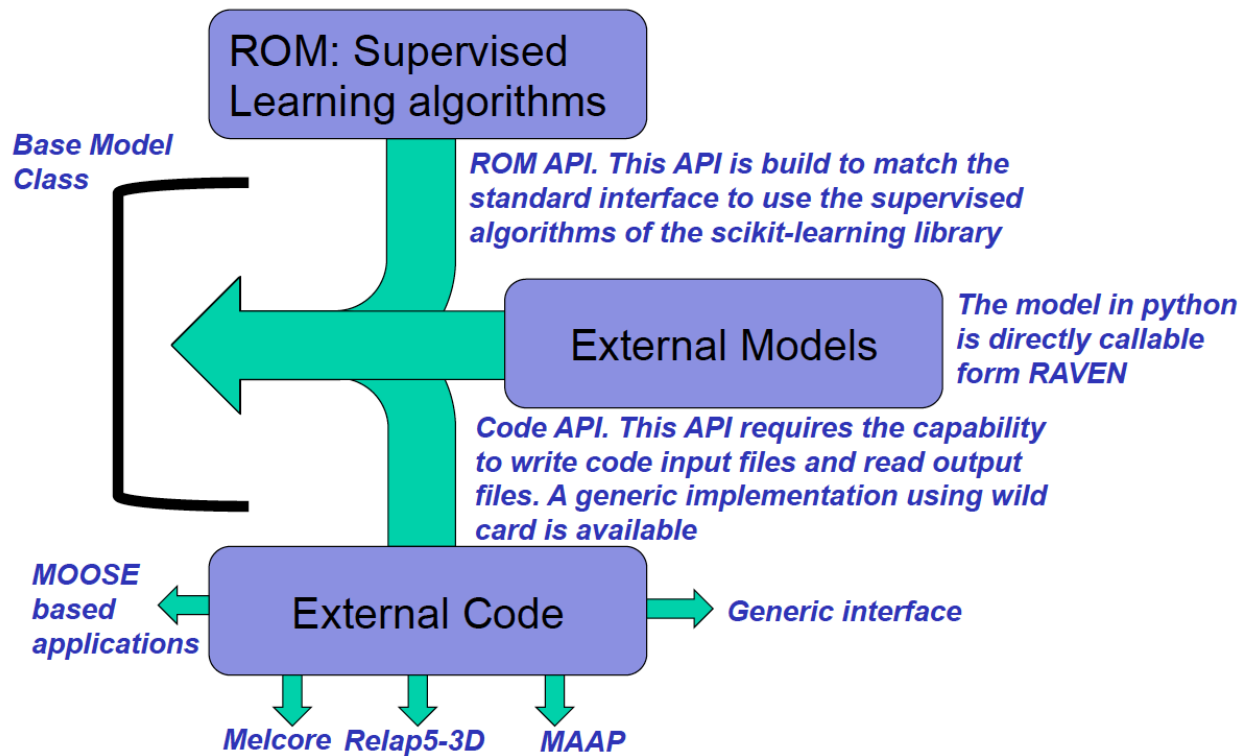 ROM: Supervised
Learning algorithms
Base Model
Class
ROM API. This API is build to match the
standard interface to use the supervised
algorithms of the scikit-learning library
External Models
The model in python
is directly callable
form RAVEN
Code API. This API requires the capability
to write code input files and read output
files. A generic implementation using wild
card is available
MOOSE
based
applications
External Code
Generic interface
Melcore
Relap5-3D
MAAP